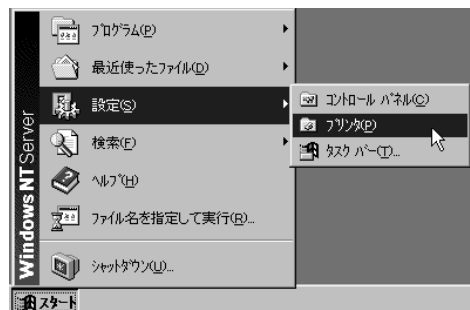 Windows NT Server
ﾌﾟﾛｸﾞﾗﾑ(P)
最近使ったﾌｧｲﾙ(D)
設定(S)
検索(F)
ﾍﾙﾌﾟ(H)
ﾌｧｲﾙ名を指定して実行(R)...
ｼｬｯﾄﾀﾞｳﾝ(U)...
ｺﾝﾄﾛｰﾙ ﾊﾟﾈﾙ(C)
ﾌﾟﾘﾝﾀ(P)
ﾀｽｸ ﾊﾞｰ(T)...
ｽﾀｰﾄ